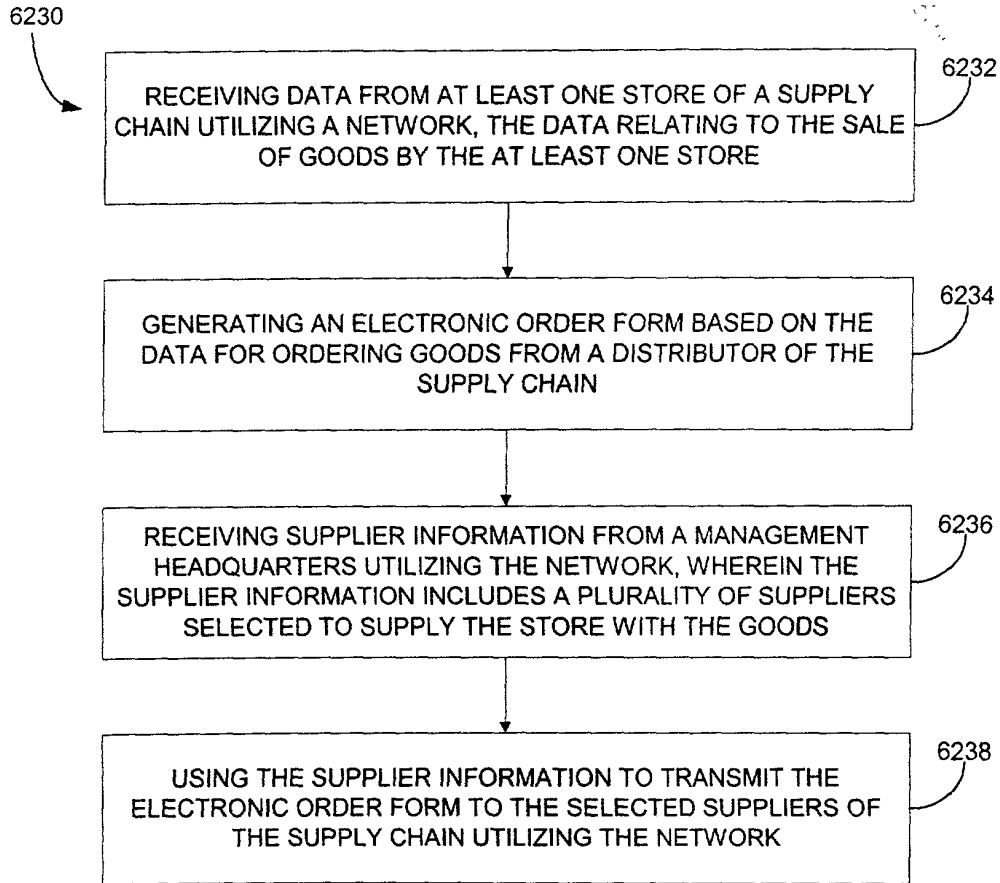 6230
6232
RECEIVING DATA FROM AT LEAST ONE STORE OF A SUPPLY
CHAIN UTILIZING A NETWORK, THE DATA RELATING TO THE SALE
OF GOODS BY THE AT LEAST ONE STORE
6234
GENERATING AN ELECTRONIC ORDER FORM BASED ON THE
DATA FOR ORDERING GOODS FROM A DISTRIBUTOR OF THE
SUPPLY CHAIN
6236
RECEIVING SUPPLIER INFORMATION FROM A MANAGEMENT
HEADQUARTERS UTILIZING THE NETWORK, WHEREIN THE
SUPPLIER INFORMATION INCLUDES A PLURALITY OF SUPPLIERS
SELECTED TO SUPPLY THE STORE WITH THE GOODS
6238
USING THE SUPPLIER INFORMATION TO TRANSMIT THE
ELECTRONIC ORDER FORM TO THE SELECTED SUPPLIERS OF
THE SUPPLY CHAIN UTILIZING THE NETWORK